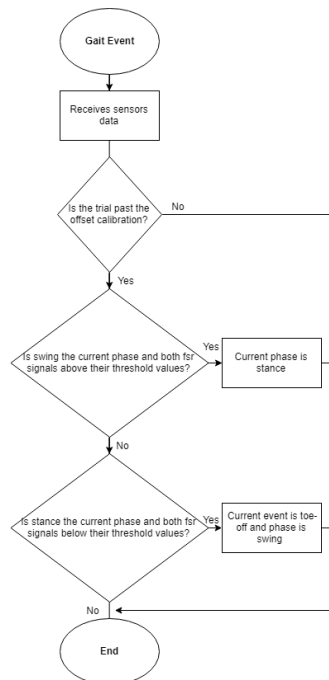 Gait Event
Receives sensors
data
Is the trial past the
offset calibration?
No
Yes
Is swing the current phase and both fsr
signals above their threshold values?
Yes
Current phase is
stance
No
Is stance the current phase and both fsr
signals below their threshold values?
Yes
Current event is toe-
off and phase is
swing
No
End